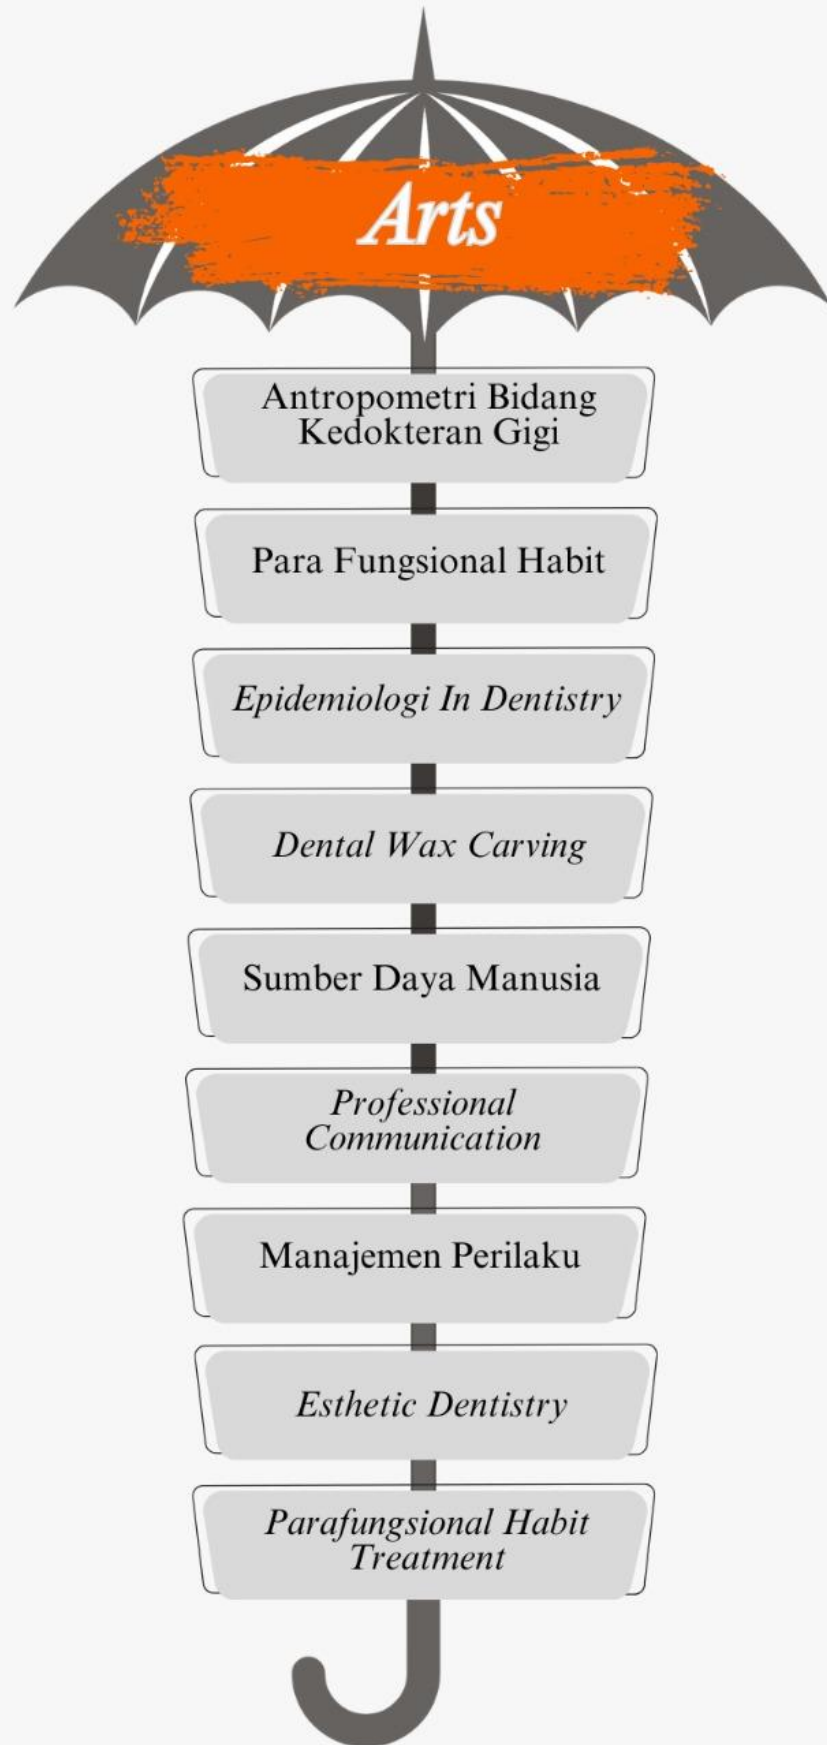 Arts
Antropometri Bidang
Kedokteran Gigi
Para Fungsional Habit
Epidemiologi In Dentistry
Dental Wax Carving
Sumber Daya Manusia
Professional
Communication
Manajemen Perilaku
Esthetic Dentistry
Parafungsional Habit
Treatment